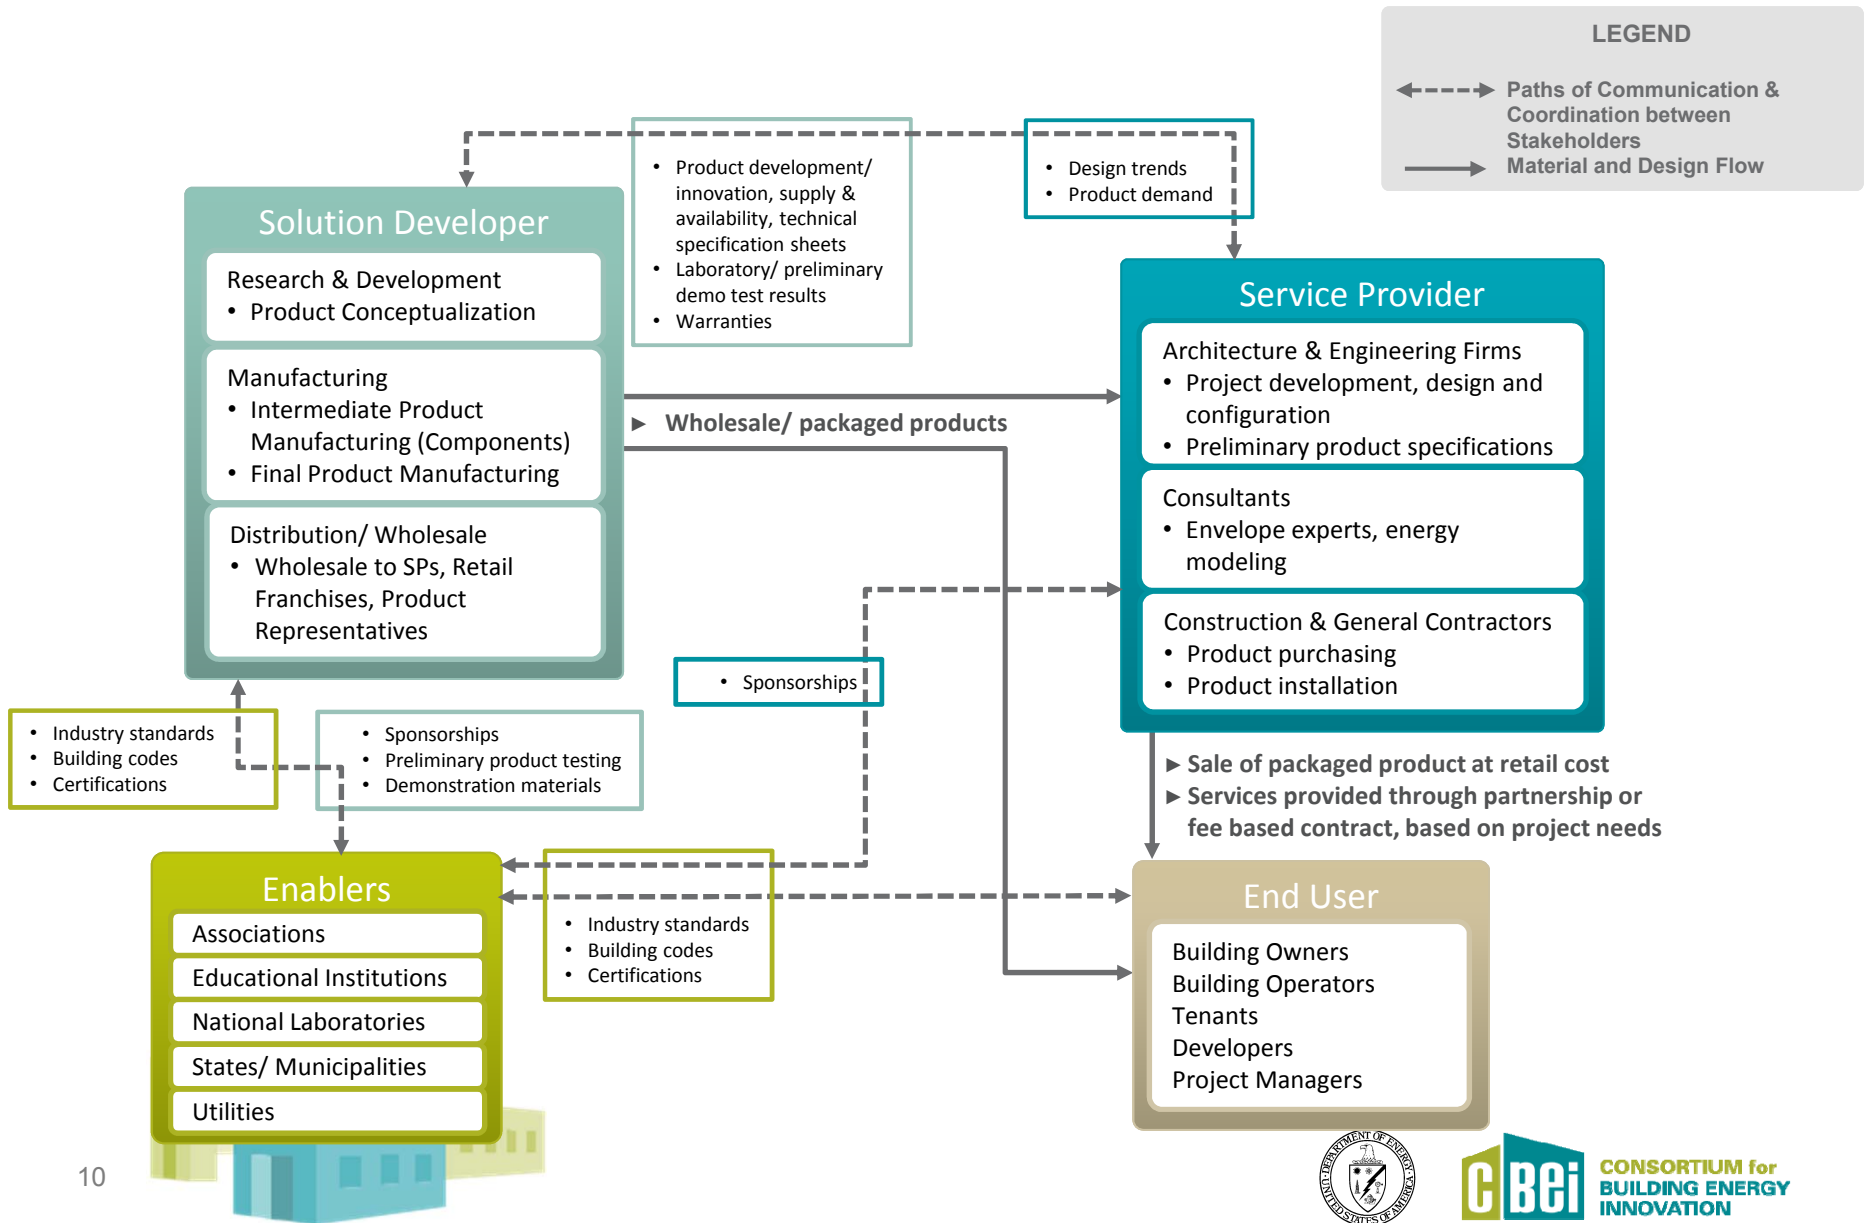 LEGEND
Paths of Communication &
Coordination between
Stakeholders
Material and Design Flow
• Product development/
innovation, supply &
availability, technical
specification sheets
• Laboratory/ preliminary
demo test results
• Warranties
• Design trends
• Product demand
Solution Developer
Research & Development
• Product Conceptualization
Manufacturing
• Intermediate Product
Manufacturing (Components)
• Final Product Manufacturing
Distribution/ Wholesale
• Wholesale to SPs, Retail
Franchises, Product
Representatives
► Wholesale/ packaged products
Service Provider
Architecture & Engineering Firms
• Project development, design and
configuration
• Preliminary product specifications
Consultants
• Envelope experts, energy
modeling
Construction & General Contractors
• Product purchasing
• Product installation
• Sponsorships
• Industry standards
• Building codes
• Certifications
• Sponsorships
• Preliminary product testing
• Demonstration materials
► Sale of packaged product at retail cost
► Services provided through partnership or
fee based contract, based on project needs
Enablers
Associations
Educational Institutions
National Laboratories
States/ Municipalities
Utilities
• Industry standards
• Building codes
• Certifications
End User
Building Owners
Building Operators
Tenants
Developers
Project Managers
10
DEPARTMENT OF ENERGY
UNITED STATES OF AMERICA
CBEi
CONSORTIUM for
BUILDING ENERGY
INNOVATION